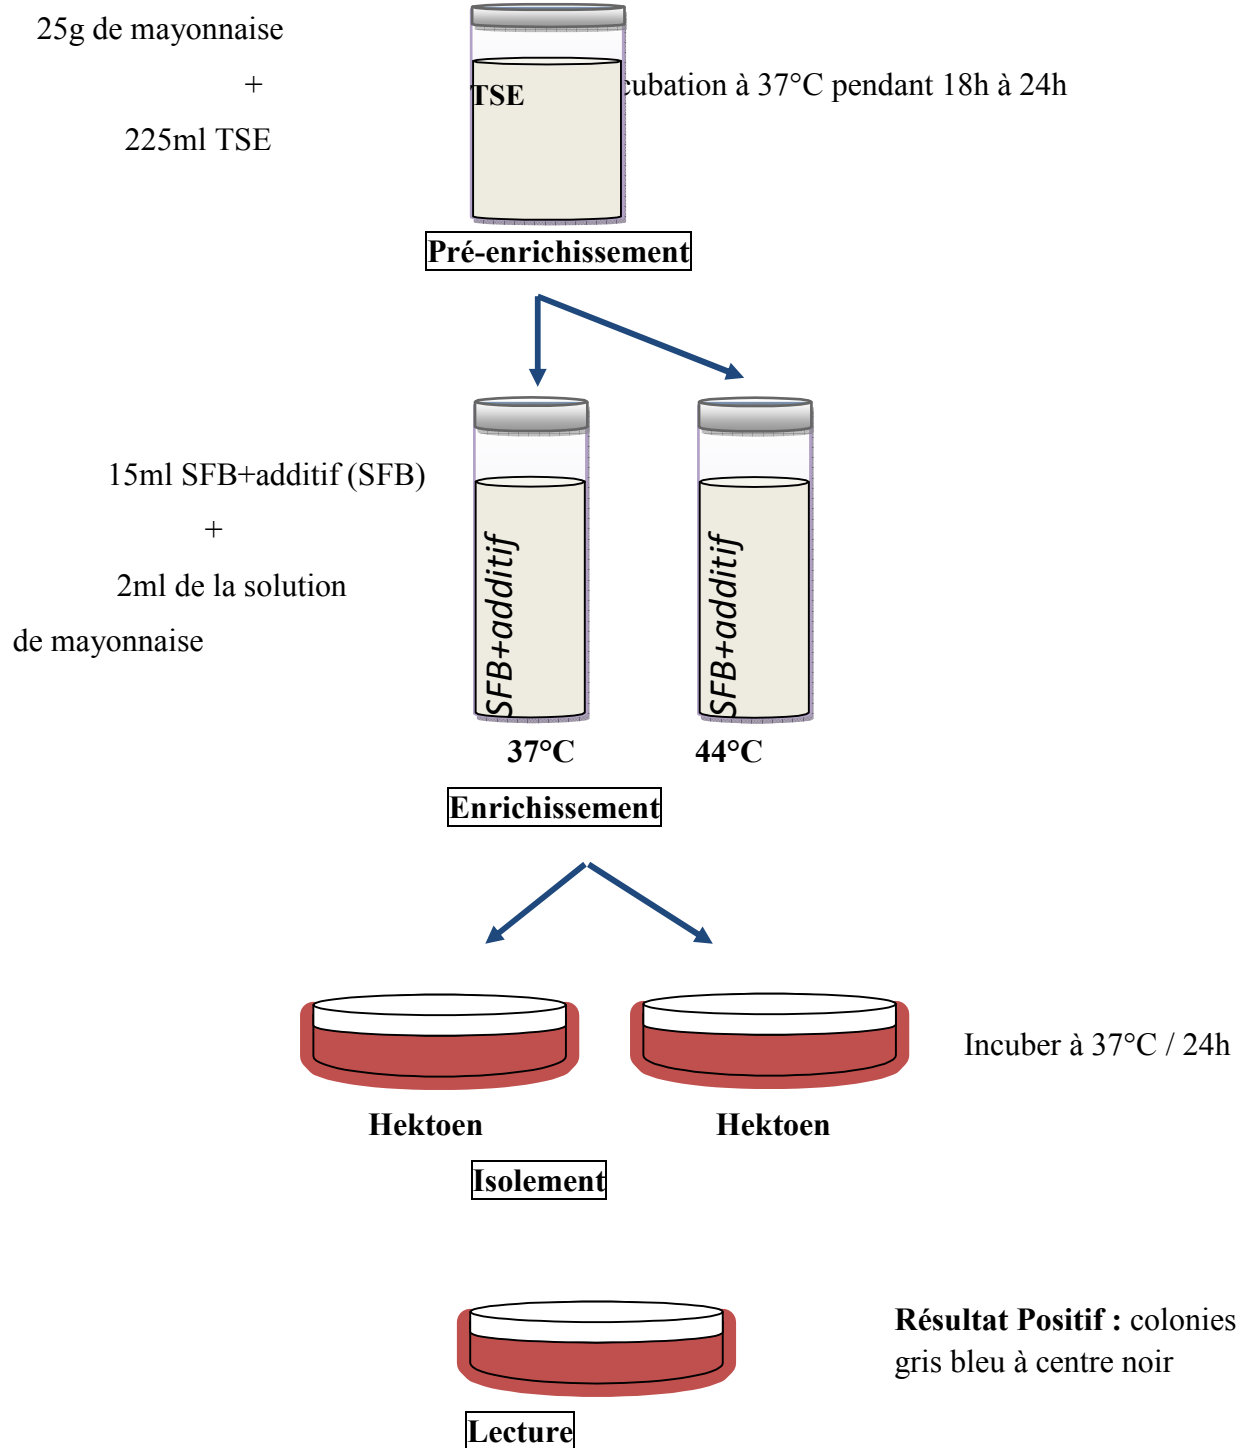 25g de mayonnaise
+
225ml TSE
TSE
cubation à 37°C pendant 18h à 24h
Pré-enrichissement
15ml SFB+additif (SFB)
+
2ml de la solution
de mayonnaise
SFB+additif
SFB+additif
37°C
44°C
Enrichissement
Incuber à 37°C / 24h
Hektoen
Hektoen
Isolement
Résultat Positif : colonies
gris bleu à centre noir
Lecture